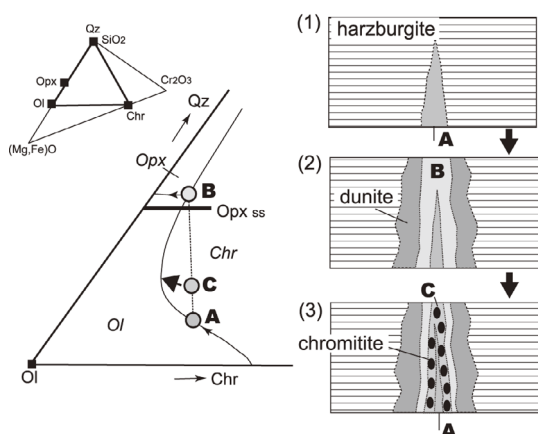 Qz
SiO2
Opx
Cr2O3
Ol
Chr
(Mg,Fe)O
Qz
Opx
B
Opx ss
Chr
C
A
Ol
Ol
Chr
(1)
harzburgite
A
(2)
B
dunite
(3)
C
chromitite
A